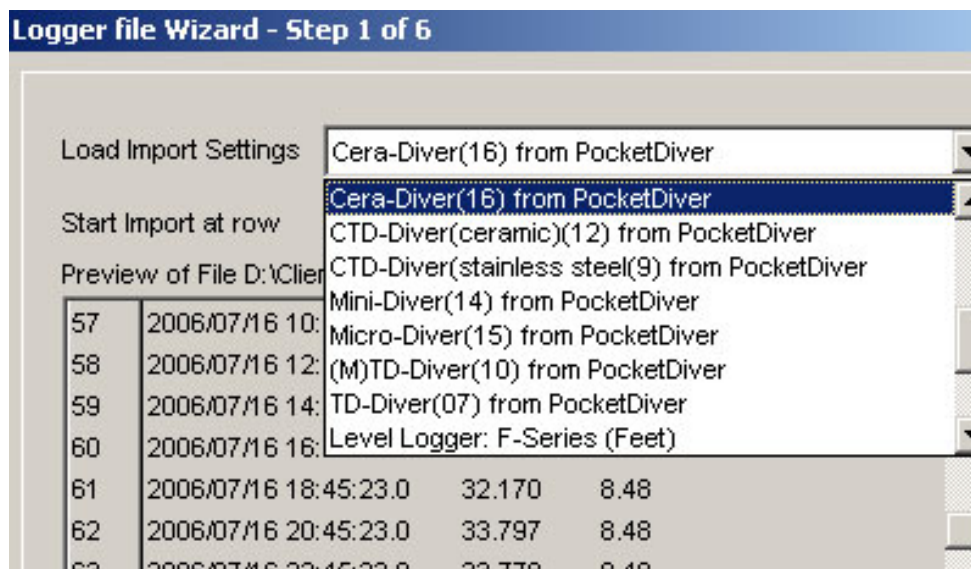 Logger file Wizard - Step 1 of 6
Load Import Settings Cera-Diver(16) from PocketDiver
Cera-Diver(16) from PocketDiver
CTD-Diver(ceramic)(12) from PocketDiver
CTD-Diver(stainless steel(9) from PocketDiver
Mini-Diver(14) from PocketDiver
Micro-Diver(15) from PocketDiver
(M)TD-Diver(10) from PocketDiver
TD-Diver(07) from PocketDiver
Level Logger: F-Series (Feet)
Start Import at row
Preview of File D:\Clien
57 2006/07/16 10:
58 2006/07/16 12:
59 2006/07/16 14:
60 2006/07/16 16:
61 2006/07/16 18:45:23.0 32.170 8.48
62 2006/07/16 20:45:23.0 33.797 8.48